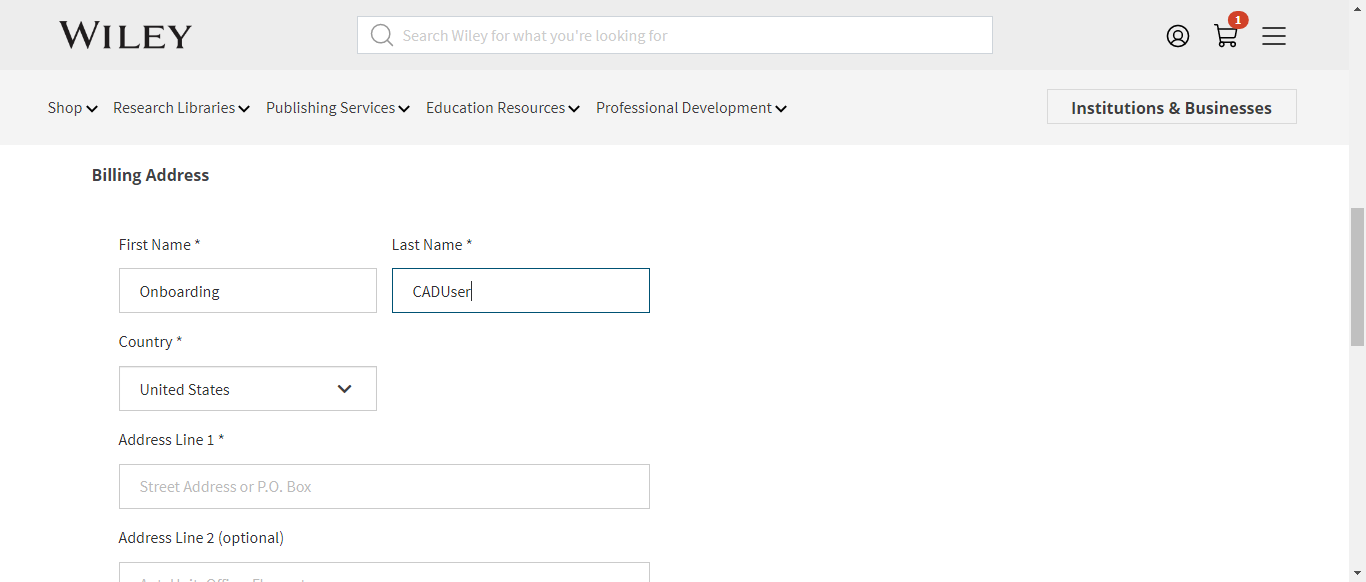 WILEY
Search Wiley for what you're looking for
1
Shop Research Libraries Publishing Services Education Resources Professional Development
Institutions & Businesses
Billing Address
First Name * Last Name *
Onboarding CADUser
Country *
United States
Address Line 1 *
Street Address or P.O. Box
Address Line 2 (optional)